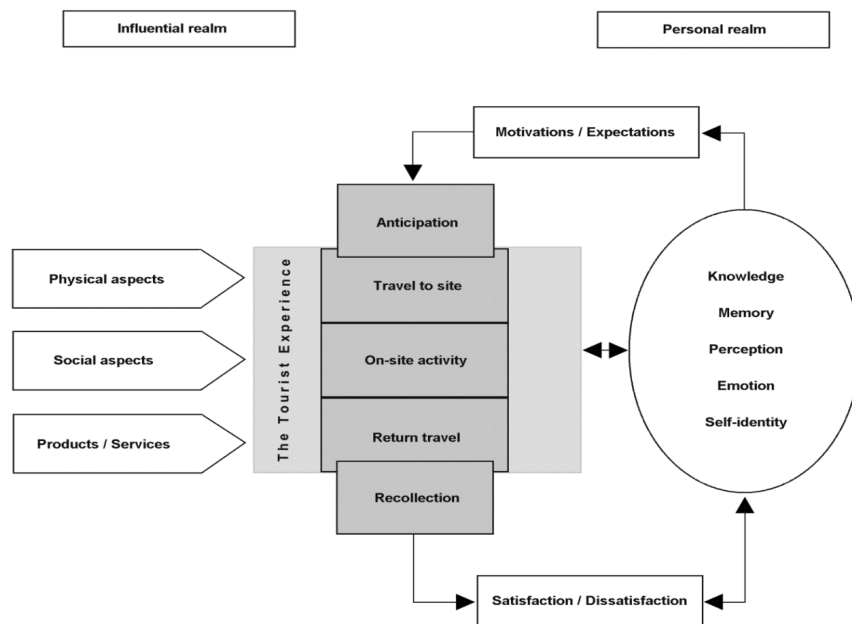 Influential realm
Personal realm
Motivations / Expectations
Anticipation
Physical aspects
Social aspects
Products / Services
The Tourist Experience
Travel to site
On-site activity
Return travel
Recollection
Knowledge
Memory
Perception
Emotion
Self-identity
Satisfaction / Dissatisfaction